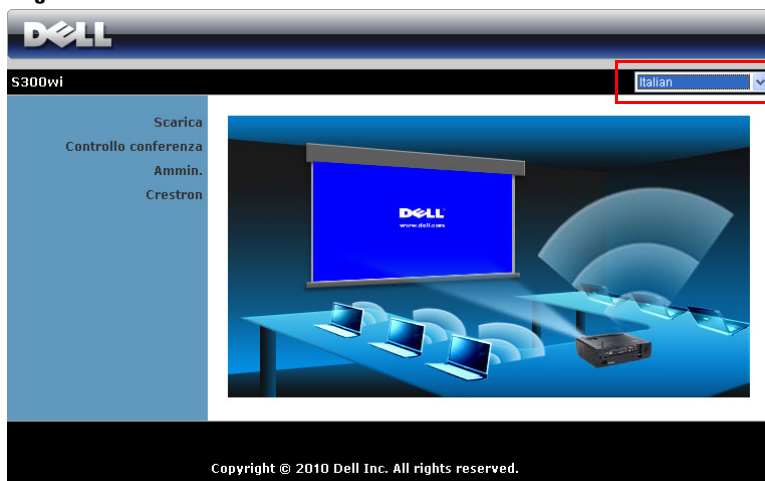 DELL
S300wi
Italian
Scarica
Controllo conferenza
Ammin.
Crestron
DELL
www.dell.com
Copyright © 2010 Dell Inc. All rights reserved.